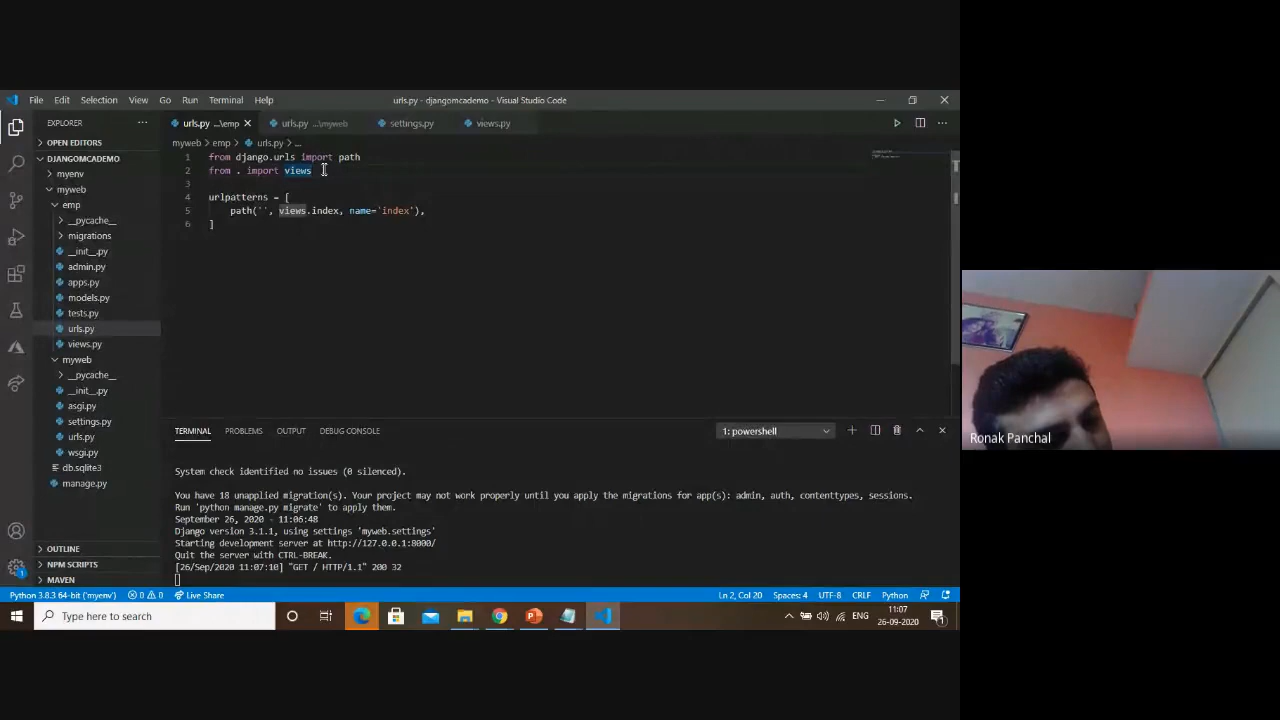 File Edit Selection View Go Run Terminal Help
urls.py - djangomcademo - Visual Studio Code
EXPLORER
urls.py ...\emp
urls.py ...\myweb
settings.py
views.py
OPEN EDITORS
DJANGOMCADEMO
myenv
myweb
emp
__pycache__
migrations
__init__.py
admin.py
apps.py
models.py
tests.py
urls.py
views.py
myweb
__pycache__
__init__.py
asgi.py
settings.py
urls.py
wsgi.py
db.sqlite3
manage.py
OUTLINE
NPM SCRIPTS
MAVEN
myweb > emp > urls.py > ...
1 from django.urls import path
2 from . import views
3
4 urlpatterns = [
5 path('', views.index, name='index'),
6 ]
TERMINAL PROBLEMS OUTPUT DEBUG CONSOLE
1: powershell
System check identified no issues (0 silenced).
You have 18 unapplied migration(s). Your project may not work properly until you apply the migrations for app(s): admin, auth, contenttypes, sessions.
Run 'python manage.py migrate' to apply them.
September 26, 2020 - 11:06:48
Django version 3.1.1, using settings 'myweb.settings'
Starting development server at http://127.0.0.1:8000/
Quit the server with CTRL-BREAK.
[26/Sep/2020 11:07:10] "GET / HTTP/1.1" 200 32
Python 3.8.3 64-bit ('myenv') 0 0 Live Share
Ln 2, Col 20 Spaces: 4 UTF-8 CRLF Python
Type here to search
ENG
11:07
26-09-2020
Ronak Panchal